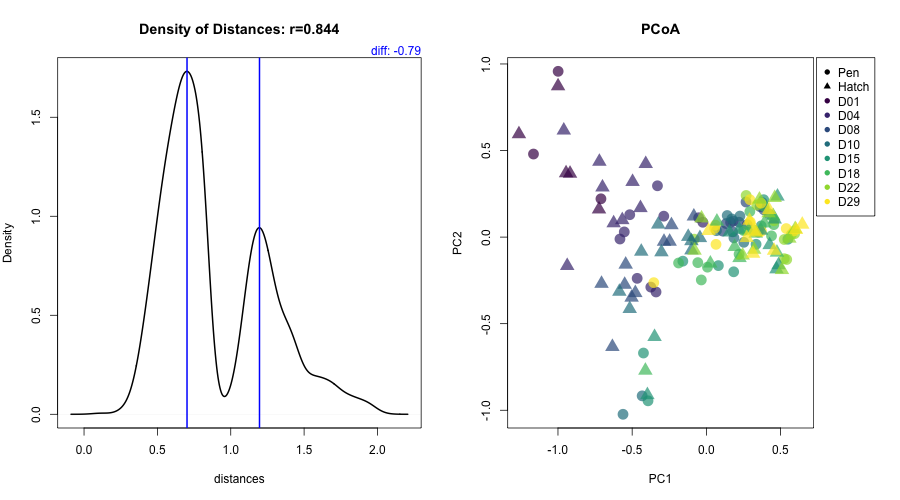 Density of Distances: r=0.844
diff: -0.79
Density
0.0
0.5
1.0
1.5
0.0 0.5 1.0 1.5 2.0
distances
PCoA
PC2
1.0
0.5
0.0
-0.5
-1.0
-1.0 -0.5 0.0 0.5
PC1
Pen
Hatch
D01
D04
D08
D10
D15
D18
D22
D29